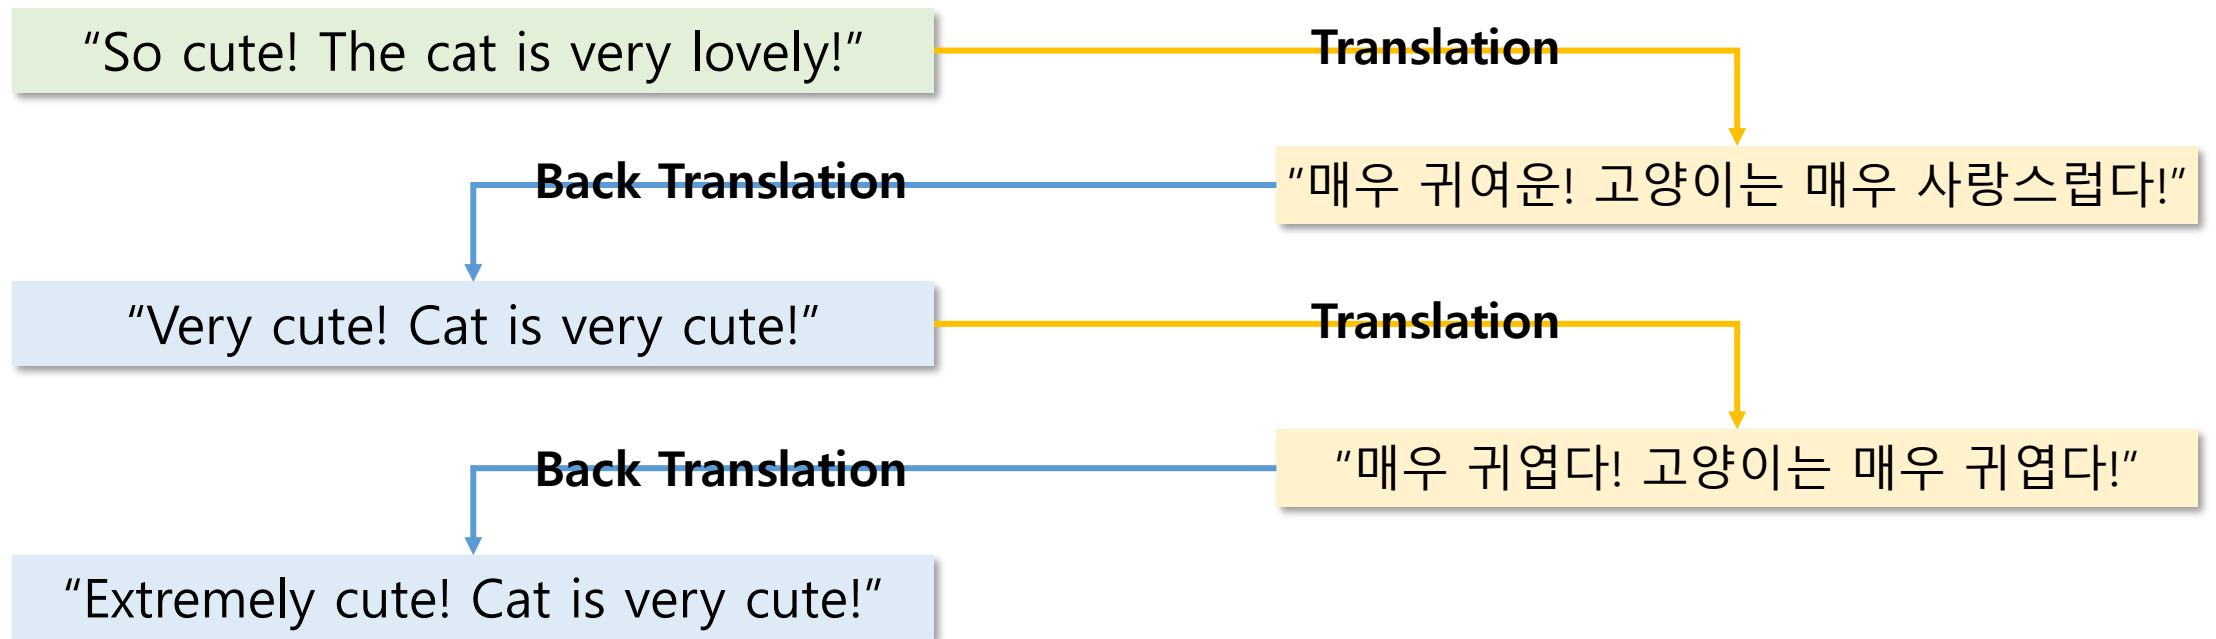 “So cute! The cat is very lovely!”
Translation
Back Translation
“매우 귀여운! 고양이는 매우 사랑스럽다!”
“Very cute! Cat is very cute!”
Translation
Back Translation
“매우 귀엽다! 고양이는 매우 귀엽다!”
“Extremely cute! Cat is very cute!”